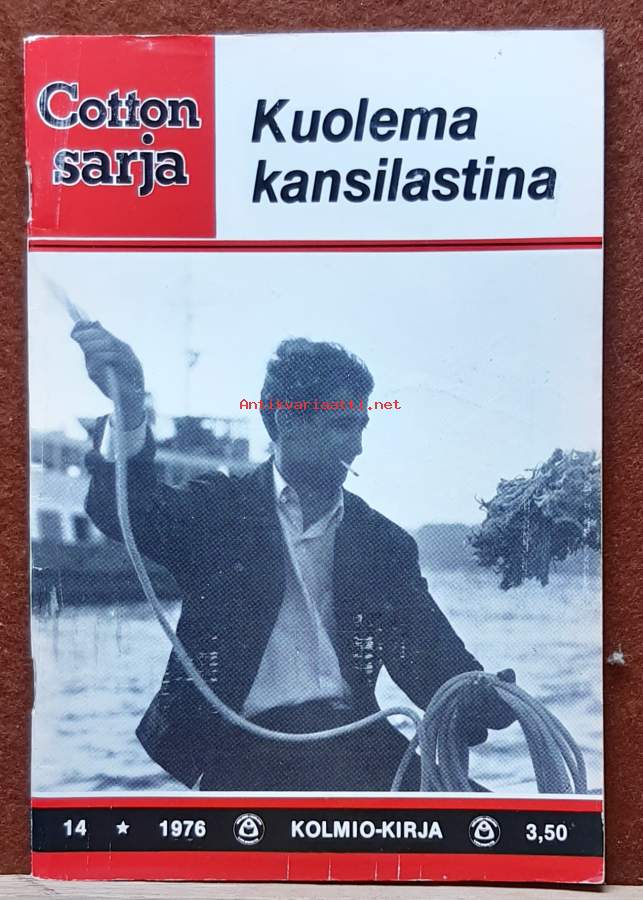 Cotton
sarja
Kuolema
kansilastina
Antikvariaatti.net
14 ★ 1976 KOLMIO-KIRJA 3,50